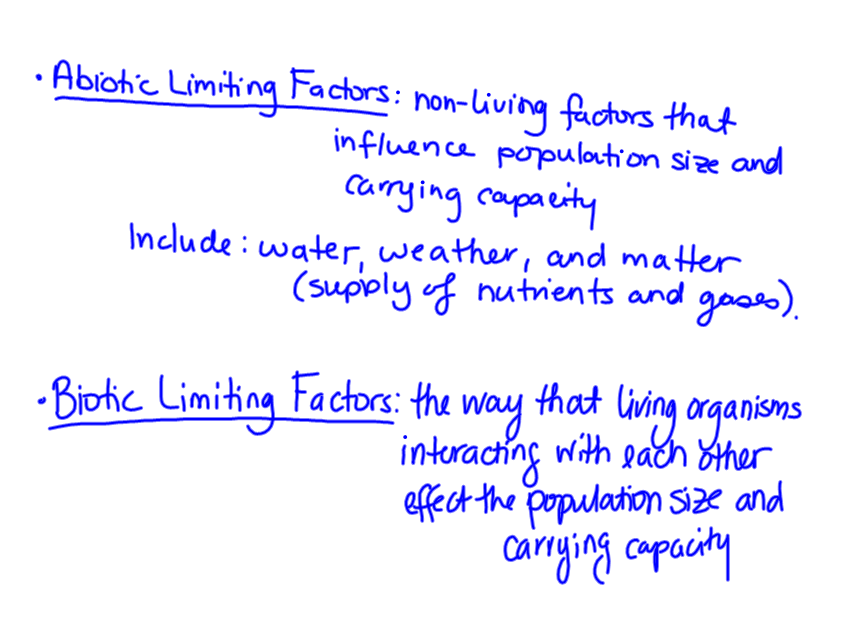 • Abiotic Limiting Factors: non-living factors that
influence population size and
carrying capacity
Include: water, weather, and matter
(supply of nutrients and gases).
• Biotic Limiting Factors: the way that living organisms
interacting with each other
effect the population size and
carrying capacity